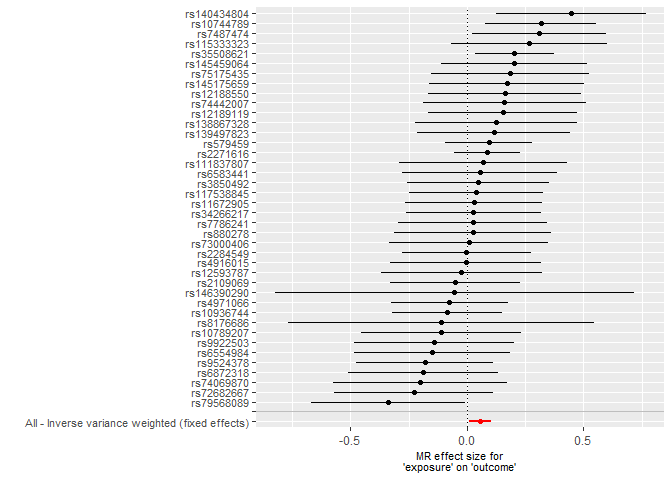 rs140434804
rs10744789
rs7487474
rs115333323
rs35508621
rs145459064
rs75175435
rs145175659
rs12188550
rs74442007
rs12189119
rs138867328
rs139497823
rs579459
rs2271616
rs111837807
rs6583441
rs3850492
rs117538845
rs11672905
rs34266217
rs7786241
rs880278
rs73000406
rs2284549
rs4916015
rs12593787
rs2109069
rs146390290
rs4971066
rs10936744
rs8176686
rs10789207
rs9922503
rs6554984
rs9524378
rs6872318
rs74069870
rs72682667
rs79568089
All - Inverse variance weighted (fixed effects)
-0.5 0.0 0.5
MR effect size for
'exposure' on 'outcome'